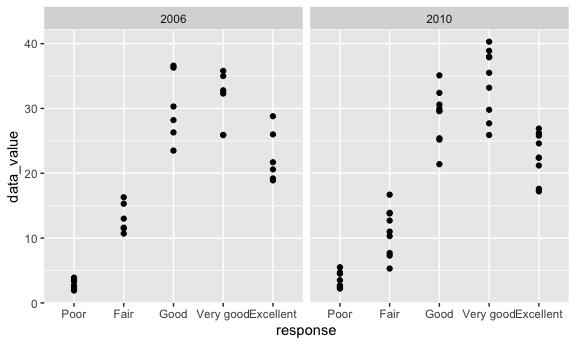 2006 2010
40
30
20
10
0
data_value
Poor Fair Good Very good Excellent Poor Fair Good Very good Excellent
response